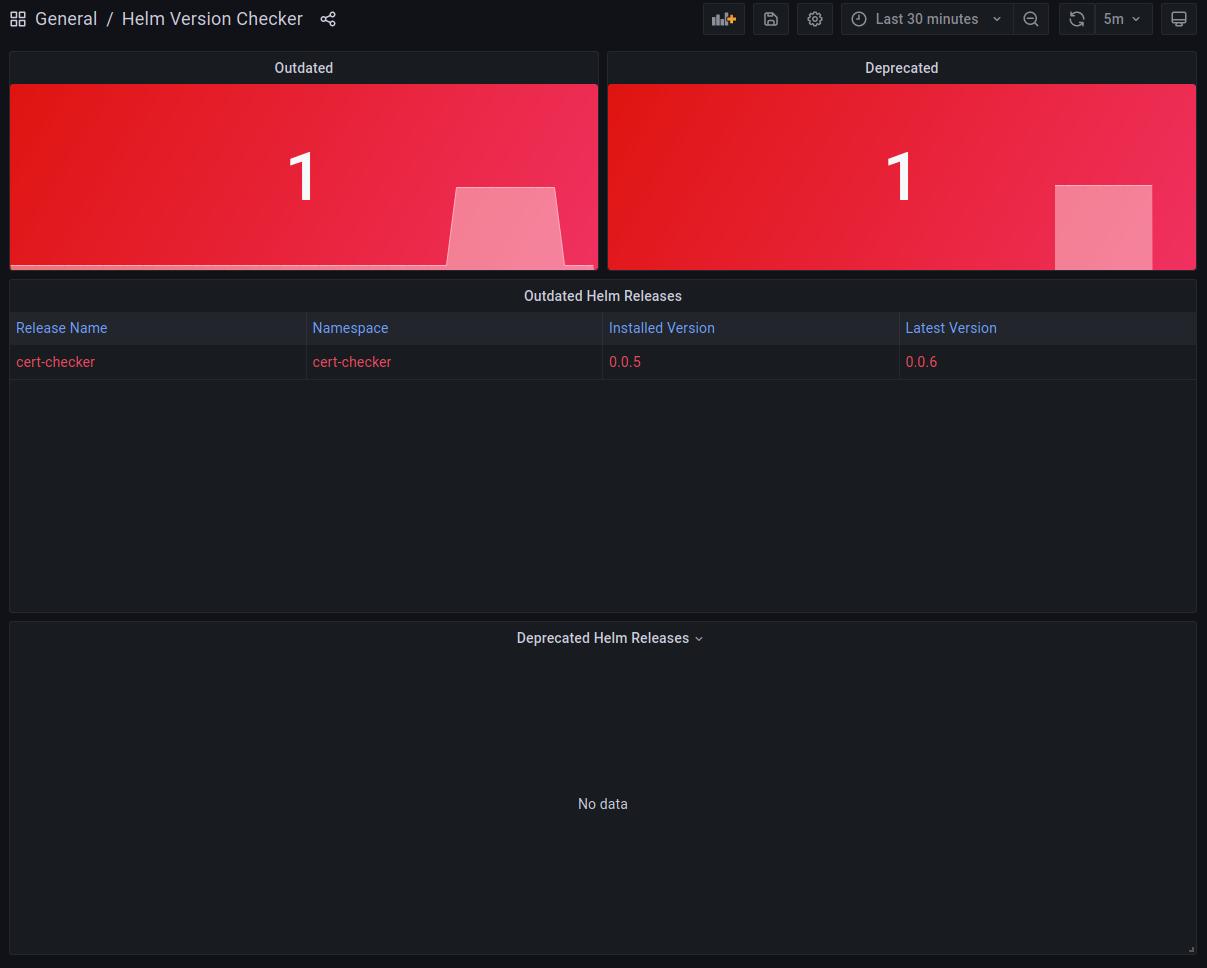 General / Helm Version Checker
Last 30 minutes
5m
Outdated
Deprecated
1
1
Outdated Helm Releases
Release Name Namespace Installed Version Latest Version
cert-checker cert-checker 0.0.5 0.0.6
Deprecated Helm Releases
No data